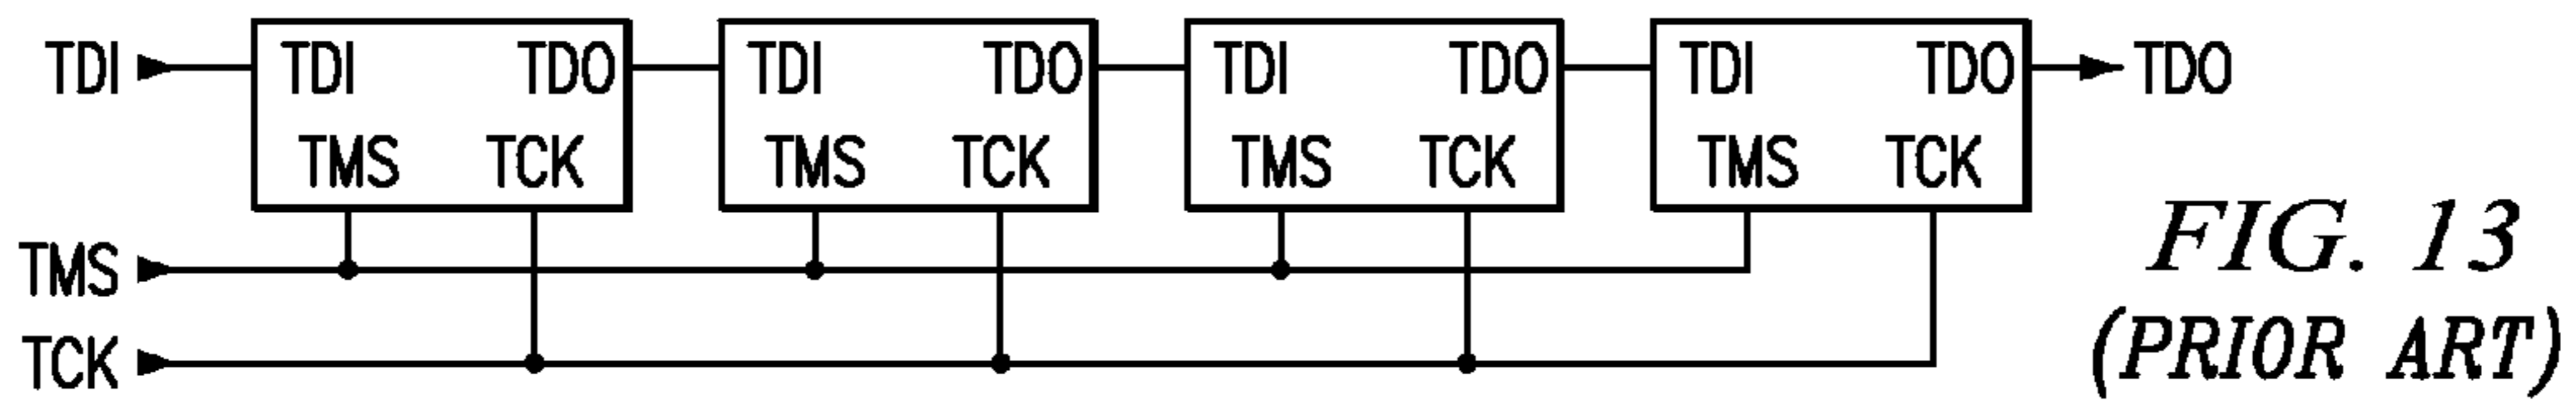 TDI TDI TDO TDI TDO TDI TDO TDI TDO TDO
TMS TCK TMS TCK TMS TCK TMS TCK
TMS
TCK
FIG. 13
(PRIOR ART)